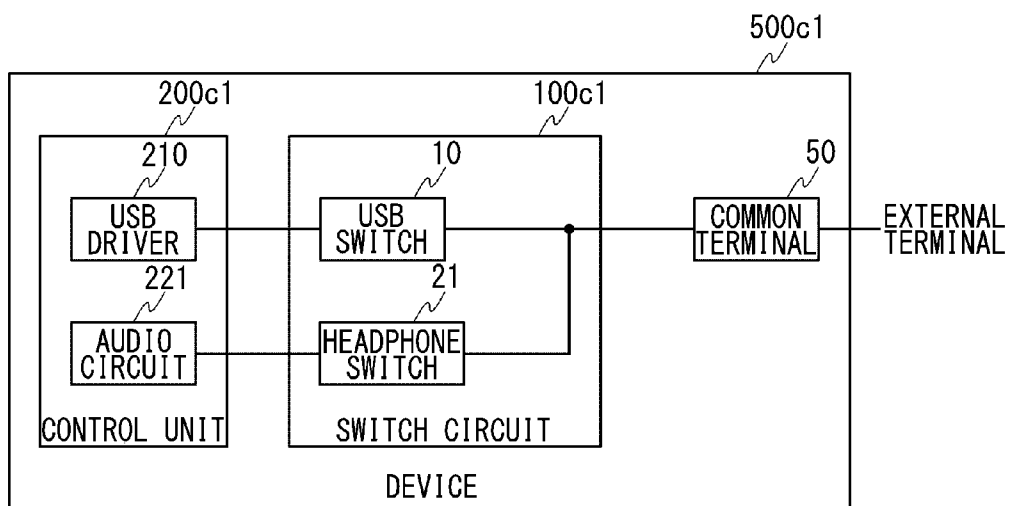 500c1
200c1
100c1
210
10
50
USB
DRIVER
USB
SWITCH
COMMON
TERMINAL
EXTERNAL
TERMINAL
221
21
AUDIO
CIRCUIT
HEADPHONE
SWITCH
CONTROL UNIT
SWITCH CIRCUIT
DEVICE